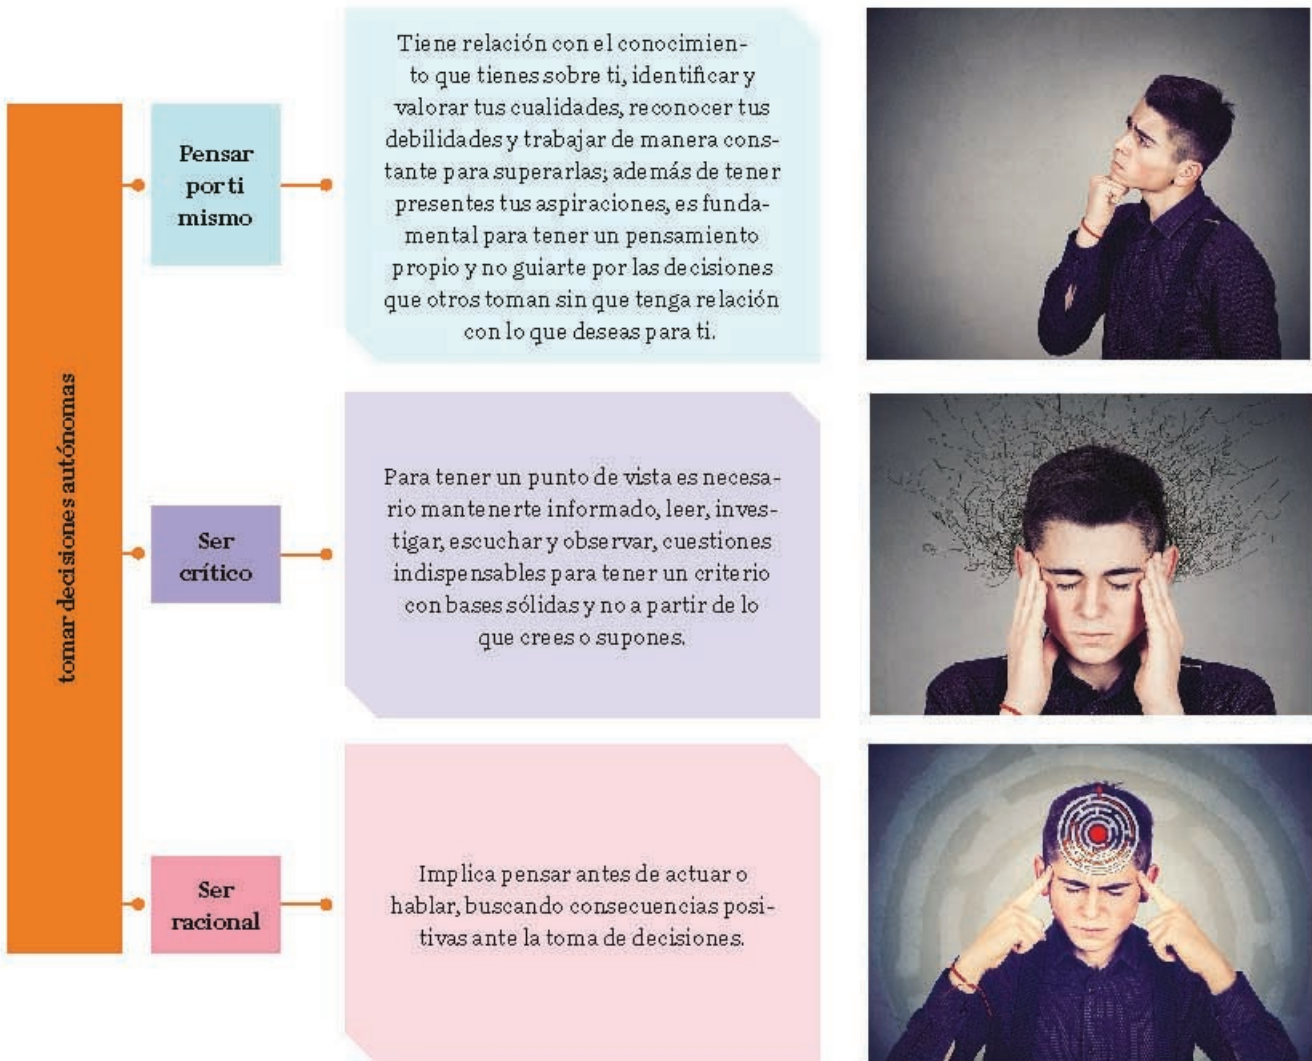 tomar decisiones autónomas
Pensar
por ti
mismo
Tiene relación con el conocimien-
to que tienes sobre ti, identificar y
valorar tus cualidades, reconocer tus
debilidades y trabajar de manera cons-
tante para superarlas; además de tener
presentes tus aspiraciones, es funda-
mental para tener un pensamiento
propio y no guiarte por las decisiones
que otros toman sin que tenga relación
con lo que deseas para ti.
Ser
crítico
Para tener un punto de vista es necesa-
rio mantenerte informado, leer, inves-
tigar, escuchar y observar, cuestiones
indispensables para tener un criterio
con bases sólidas y no a partir de lo
que crees o supones.
Ser
racional
Implica pensar antes de actuar o
hablar, buscando consecuencias posi-
tivas ante la toma de decisiones.